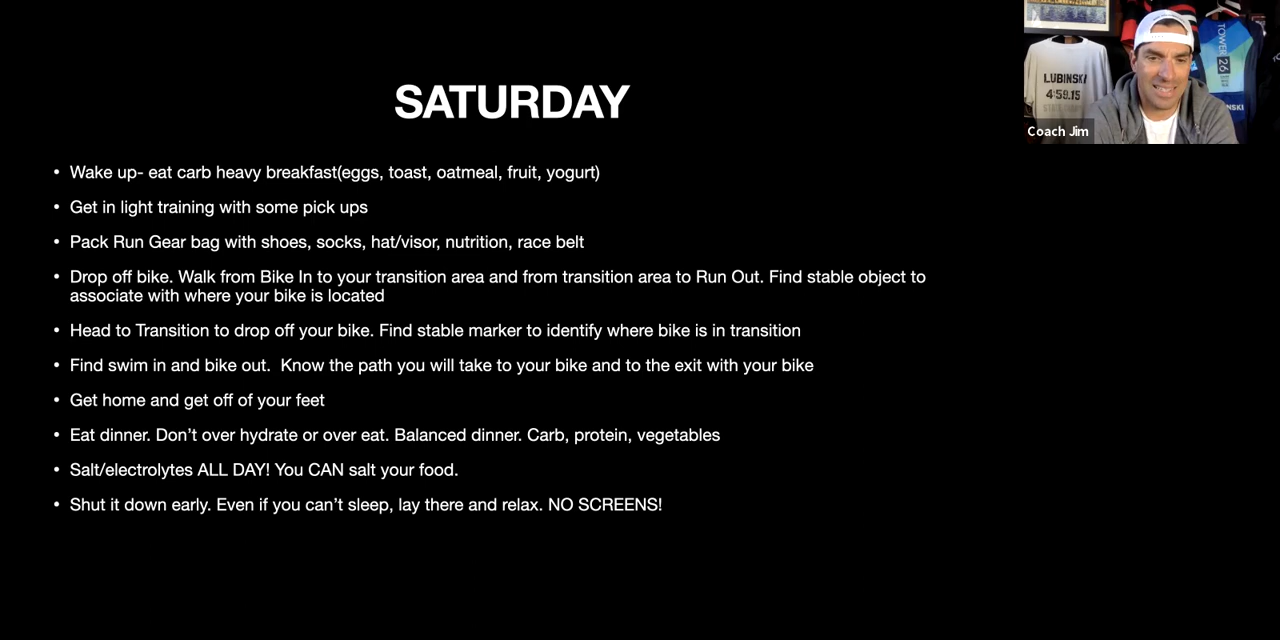 SATURDAY
• Wake up- eat carb heavy breakfast(eggs, toast, oatmeal, fruit, yogurt)
• Get in light training with some pick ups
• Pack Run Gear bag with shoes, socks, hat/visor, nutrition, race belt
• Drop off bike. Walk from Bike In to your transition area and from transition area to Run Out. Find stable object to
associate with where your bike is located
• Head to Transition to drop off your bike. Find stable marker to identify where bike is in transition
• Find swim in and bike out.  Know the path you will take to your bike and to the exit with your bike
• Get home and get off of your feet
• Eat dinner. Don’t over hydrate or over eat. Balanced dinner. Carb, protein, vegetables
• Salt/electrolytes ALL DAY! You CAN salt your food.
• Shut it down early. Even if you can’t sleep, lay there and relax. NO SCREENS!
LUBINSKI
4:59.15
TOWER 26
Coach Jim